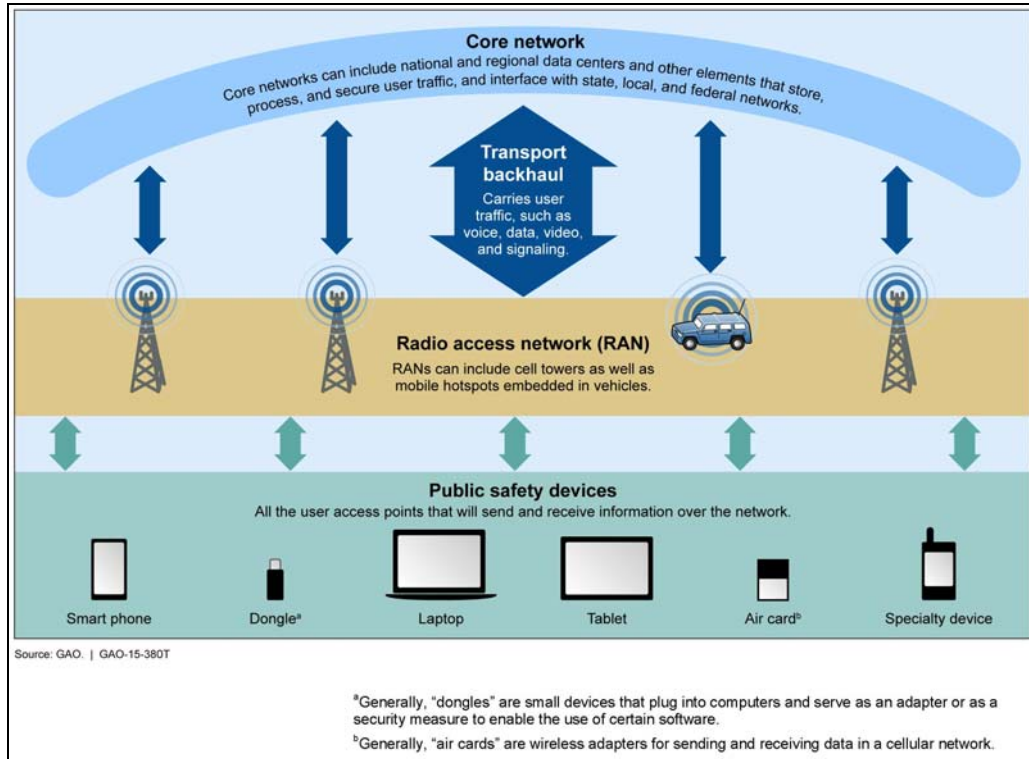 Core network
Core networks can include national and regional data centers and other elements that store,
process, and secure user traffic, and interface with state, local, and federal networks.
Transport
backhaul
Carries user
traffic, such as
voice, data, video,
and signaling.
Radio access network (RAN)
RANs can include cell towers as well as
mobile hotspots embedded in vehicles.
Public safety devices
All the user access points that will send and receive information over the network.
Smart phone
Dongleᵃ
Laptop
Tablet
Air cardᵇ
Specialty device
Source: GAO. | GAO-15-380T
ᵃGenerally, “dongles” are small devices that plug into computers and serve as an adapter or as a
security measure to enable the use of certain software.
ᵇGenerally, “air cards” are wireless adapters for sending and receiving data in a cellular network.